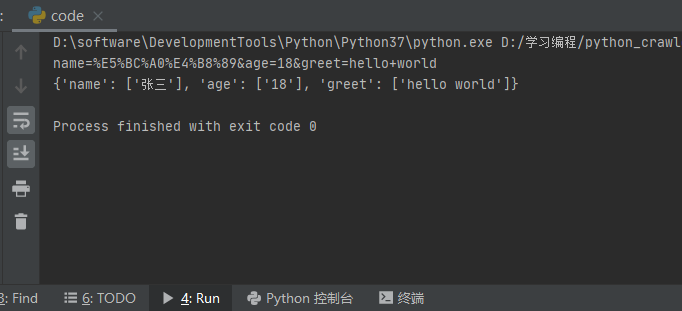 :
code
D:\software\DevelopmentTools\Python\Python37\python.exe D:/学习编程/python_crawl
name=%E5%BC%A0%E4%B8%89&age=18&greet=hello+world
{'name': ['张三'], 'age': ['18'], 'greet': ['hello world']}
Process finished with exit code 0
3: Find 6: TODO 4: Run Python 控制台 终端